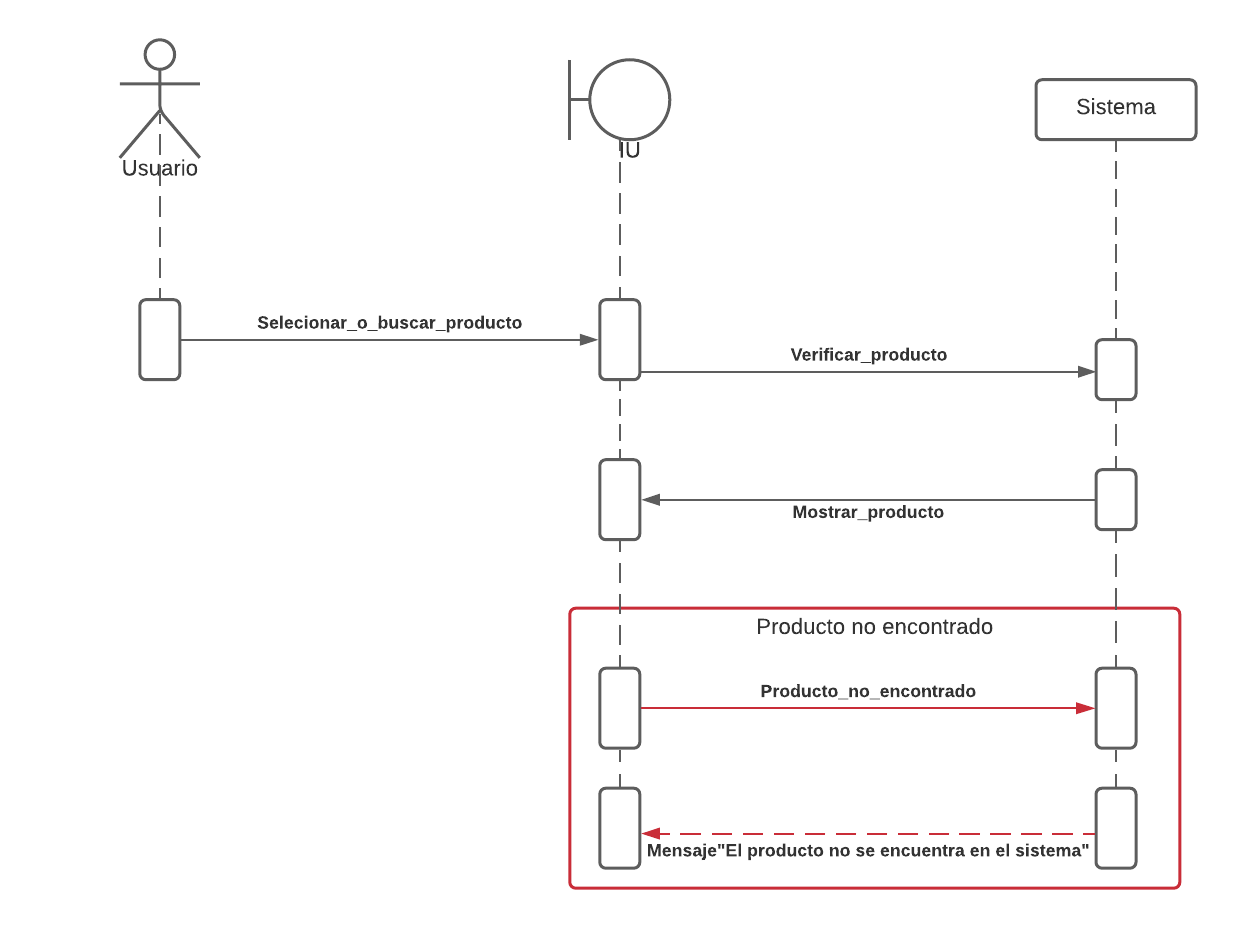 Usuario
IU
Sistema
Selecionar_o_buscar_producto
Verificar_producto
Mostrar_producto
Producto no encontrado
Producto_no_encontrado
Mensaje"El producto no se encuentra en el sistema"